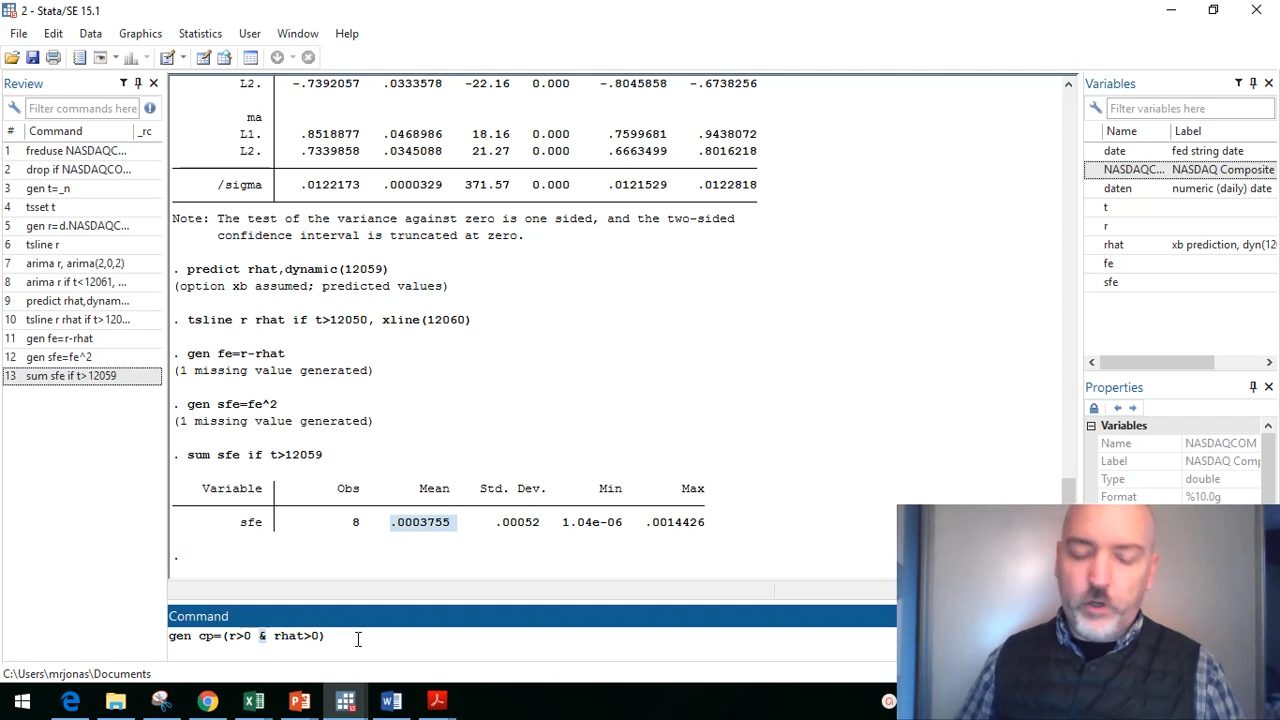 2 - Stata/SE 15.1
File Edit Data Graphics Statistics User Window Help
Review
Filter commands here
# Command _rc
1 freduse NASDAQC...
2 drop if NASDAQCO...
3 gen t=_n
4 tsset t
5 gen r=d.NASDAQC...
6 tsline r
7 arima r, arima(2,0,2)
8 arima r if t<12061, ...
9 predict rhat,dynam...
10 tsline r rhat if t>120...
11 gen fe=r-rhat
12 gen sfe=fe^2
13 sum sfe if t>12059
L2. -.7392057 .0333578 -22.16 0.000 -.8045858 -.6738256
ma
L1. .8518877 .0468986 18.16 0.000 .7599681 .9438072
L2. .7339858 .0345088 21.27 0.000 .6663499 .8016218
/sigma .0122173 .0000329 371.57 0.000 .0121529 .0122818
Note: The test of the variance against zero is one sided, and the two-sided
confidence interval is truncated at zero.
. predict rhat,dynamic(12059)
(option xb assumed; predicted values)
. tsline r rhat if t>12050, xline(12060)
. gen fe=r-rhat
(1 missing value generated)
. gen sfe=fe^2
(1 missing value generated)
. sum sfe if t>12059
Variable Obs Mean Std. Dev. Min Max
sfe 8 .0003755 .00052 1.04e-06 .0014426
.
Command
gen cp=(r>0 & rhat>0)
C:\Users\mrjonas\Documents
Variables
Filter variables here
Name Label
date fed string date
NASDAQC... NASDAQ Composite
daten numeric (daily) date
t
r
rhat xb prediction, dyn(12
fe
sfe
Properties
Variables
Name NASDAQCOM
Label NASDAQ Comp
Type double
Format %10.0g